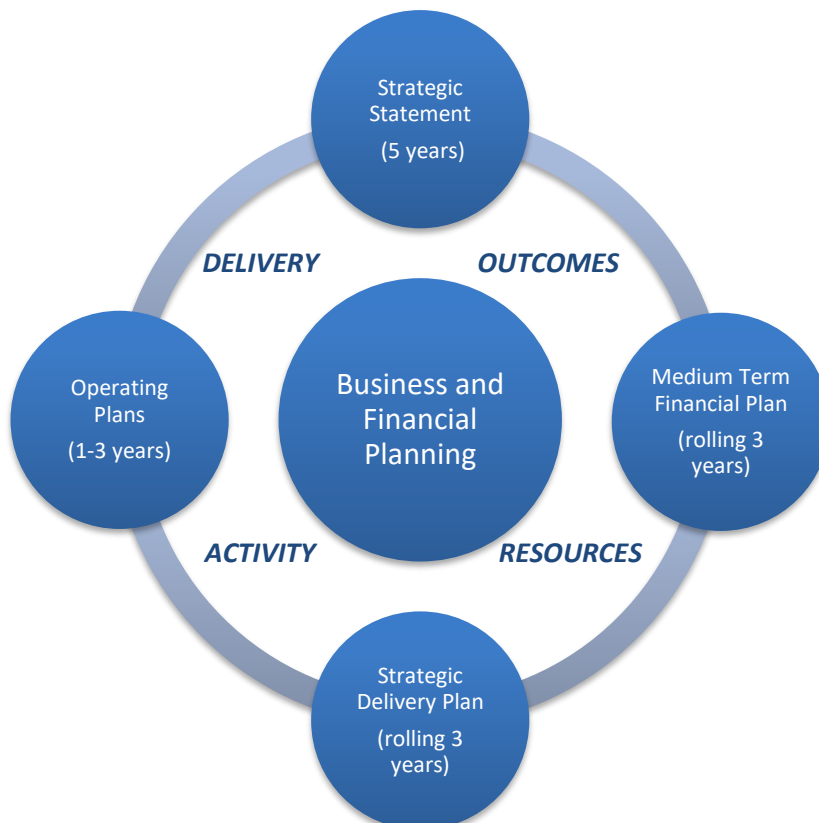 Strategic
Statement
(5 years)
DELIVERY
OUTCOMES
Operating
Plans
(1-3 years)
Business and
Financial
Planning
Medium Term
Financial Plan
(rolling 3
years)
ACTIVITY
RESOURCES
Strategic
Delivery Plan
(rolling 3
years)